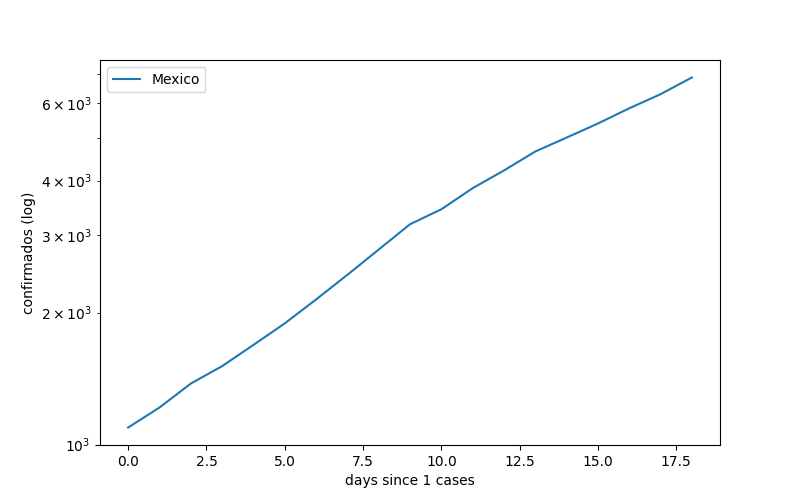 Mexico
6 × 10³
4 × 10³
3 × 10³
2 × 10³
10³
confirmados (log)
0.0 2.5 5.0 7.5 10.0 12.5 15.0 17.5
days since 1 cases